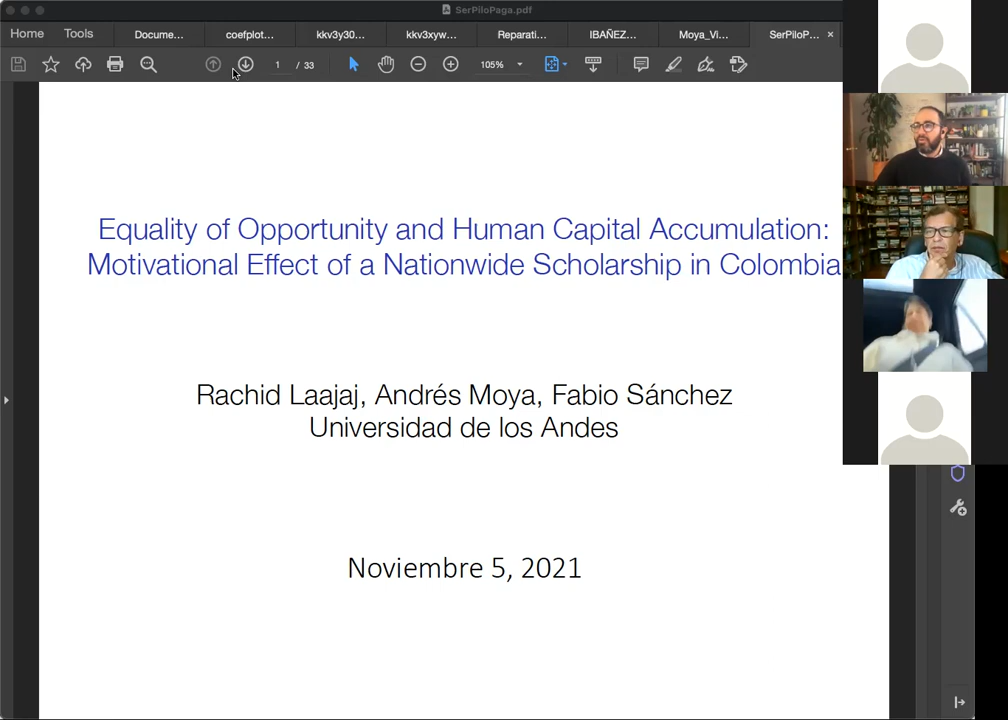 SerPiloPaga.pdf
Home Tools Docume... coefplot... kkv3y30... kkv3xyw... Reparati... IBAÑEZ... Moya_Vi... SerPiloP... ×
1 / 33 105%
Equality of Opportunity and Human Capital Accumulation:
Motivational Effect of a Nationwide Scholarship in Colombia
Rachid Laajaj, Andrés Moya, Fabio Sánchez
Universidad de los Andes
Noviembre 5, 2021